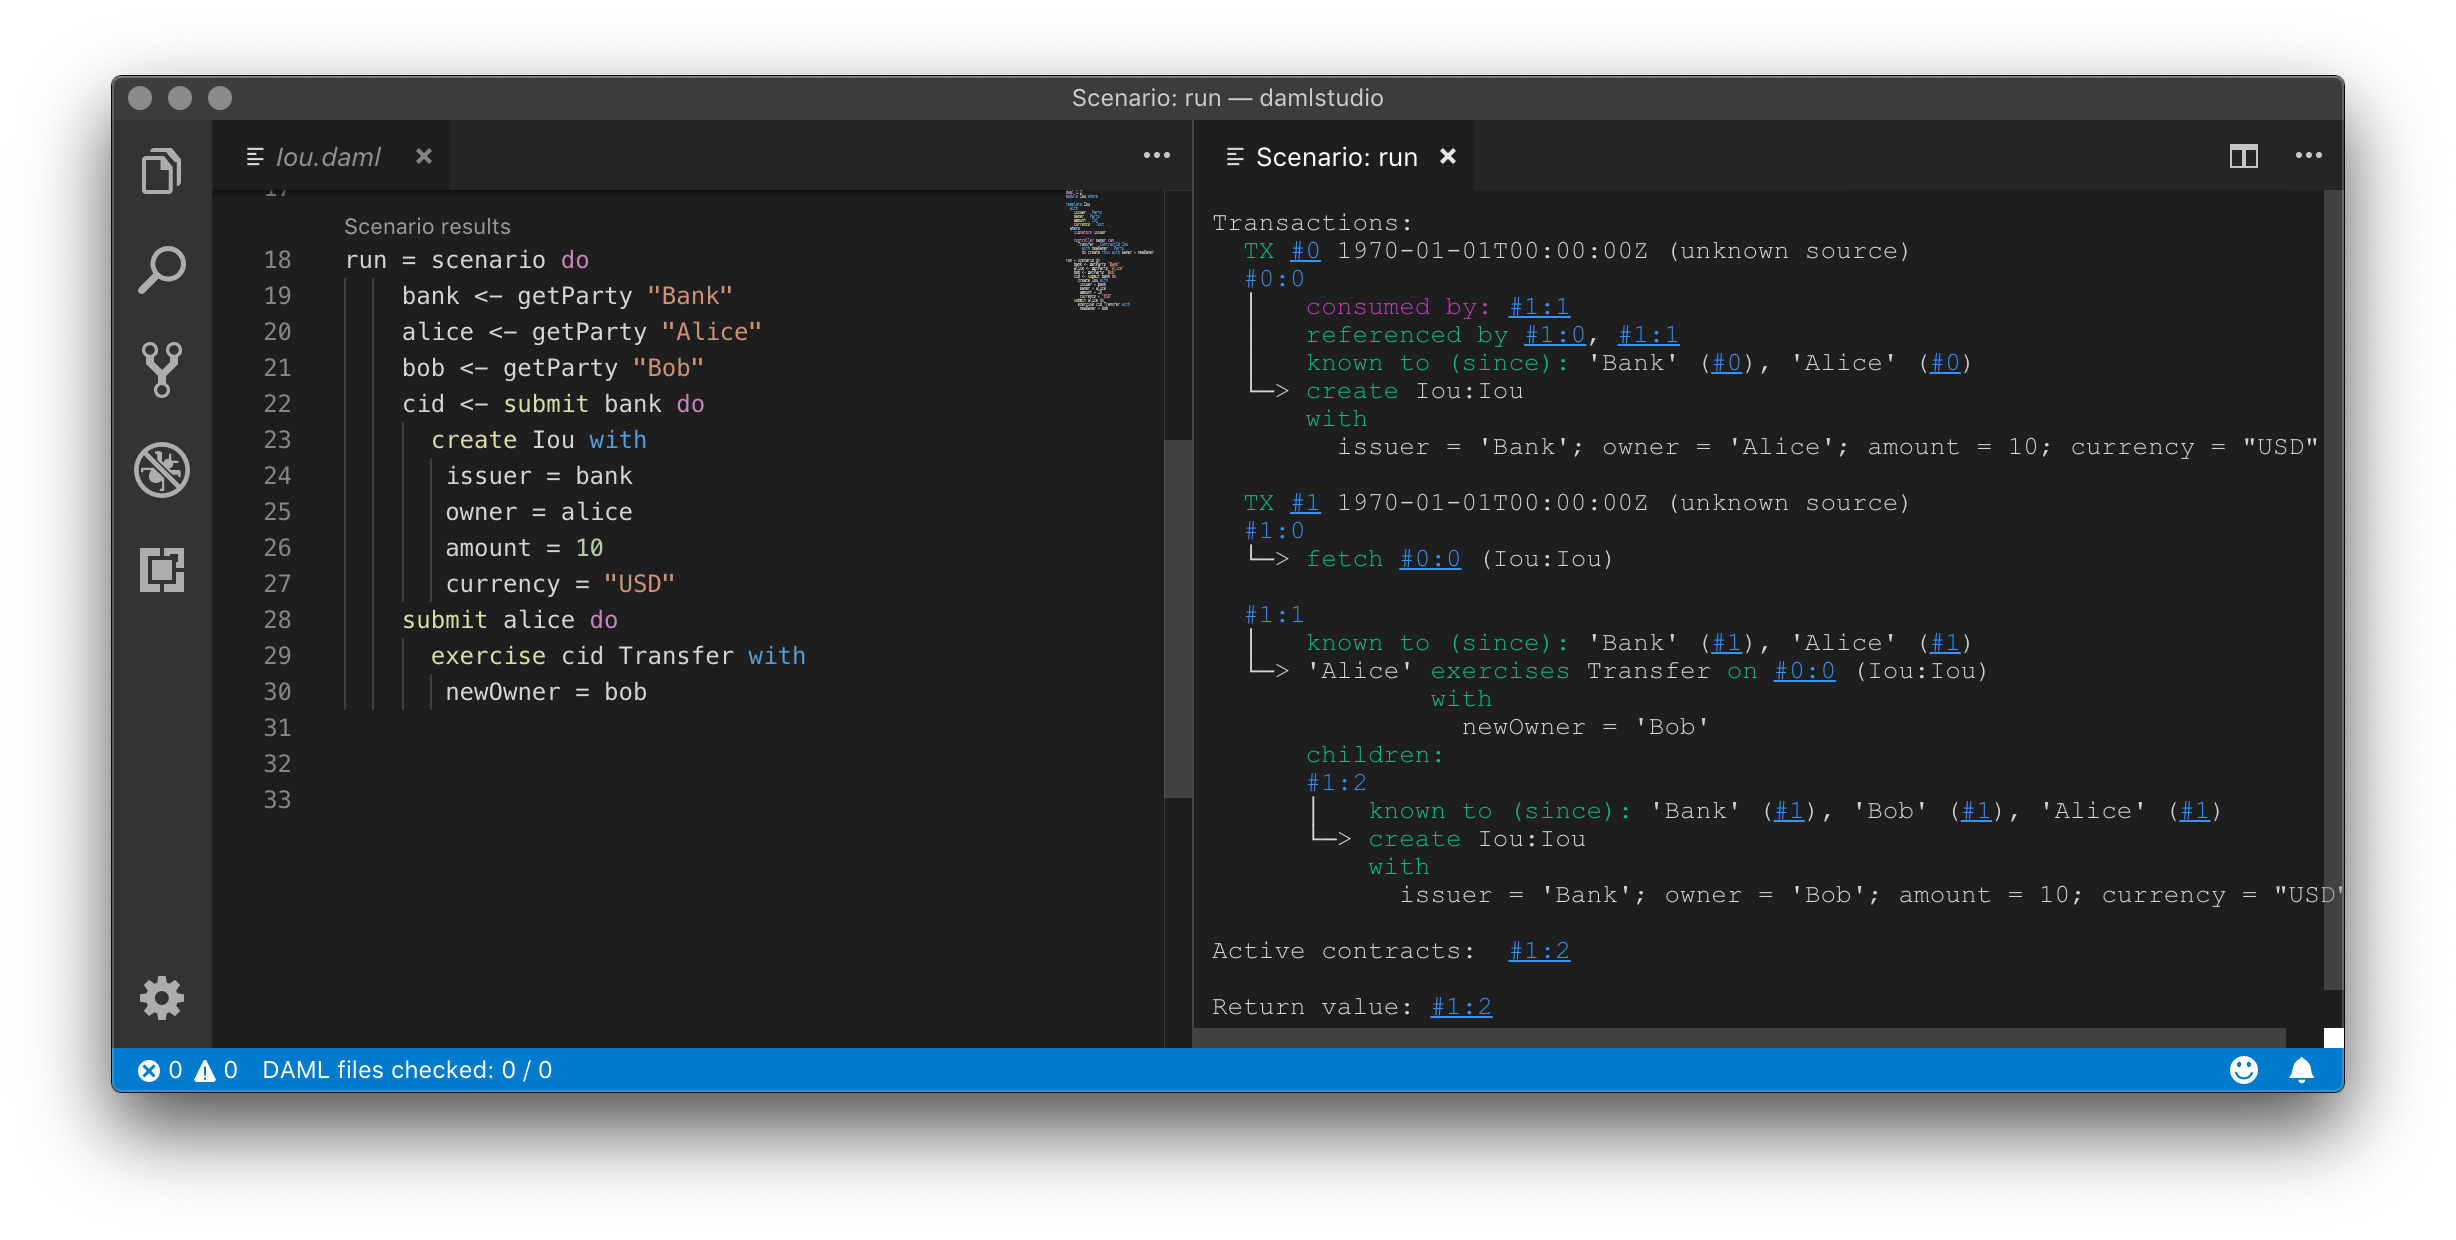 Scenario: run — damlstudio
Iou.daml
Scenario: run
17
Scenario results
18 run = scenario do
19 bank <- getParty "Bank"
20 alice <- getParty "Alice"
21 bob <- getParty "Bob"
22 cid <- submit bank do
23 create Iou with
24 issuer = bank
25 owner = alice
26 amount = 10
27 currency = "USD"
28 submit alice do
29 exercise cid Transfer with
30 newOwner = bob
31
32
33
Transactions:
TX #0 1970-01-01T00:00:00Z (unknown source)
#0:0
consumed by: #1:1
referenced by #1:0, #1:1
known to (since): 'Bank' (#0), 'Alice' (#0)
└─> create Iou:Iou
with
issuer = 'Bank'; owner = 'Alice'; amount = 10; currency = "USD"
TX #1 1970-01-01T00:00:00Z (unknown source)
#1:0
└─> fetch #0:0 (Iou:Iou)
#1:1
known to (since): 'Bank' (#1), 'Alice' (#1)
└─> 'Alice' exercises Transfer on #0:0 (Iou:Iou)
with
newOwner = 'Bob'
children:
#1:2
known to (since): 'Bank' (#1), 'Bob' (#1), 'Alice' (#1)
└─> create Iou:Iou
with
issuer = 'Bank'; owner = 'Bob'; amount = 10; currency = "USD"
Active contracts: #1:2
Return value: #1:2
0 0 DAML files checked: 0 / 0